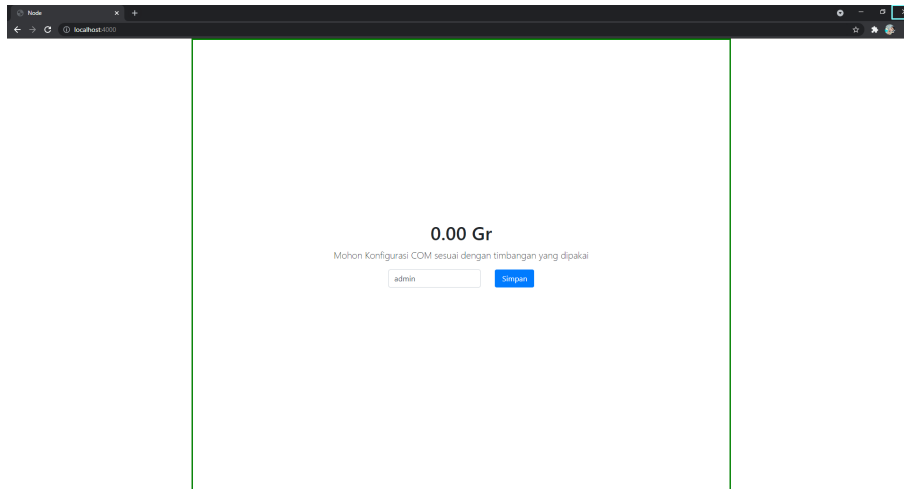 Node
localhost:4000
0.00 Gr
Mohon Konfigurasi COM sesuai dengan timbangan yang dipakai
admin
Simpan